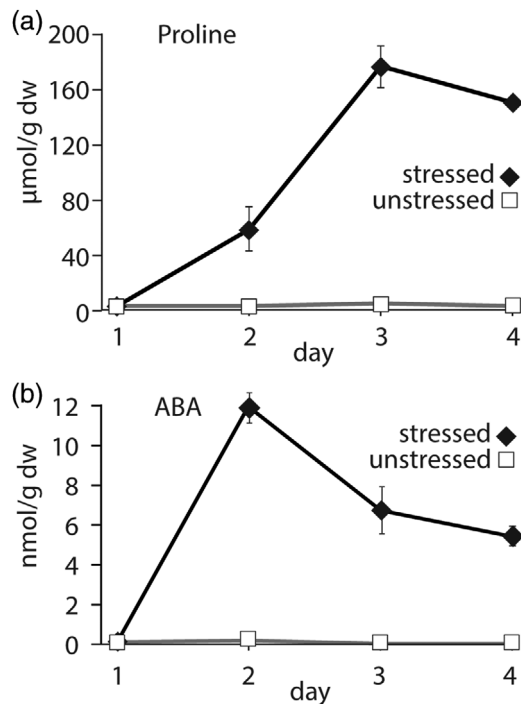 (a)
Proline
200
160
120
80
40
0
μmol/g dw
stressed
unstressed
1 2 3 4
day
(b)
ABA
12
10
8
6
4
2
0
nmol/g dw
stressed
unstressed
1 2 3 4
day